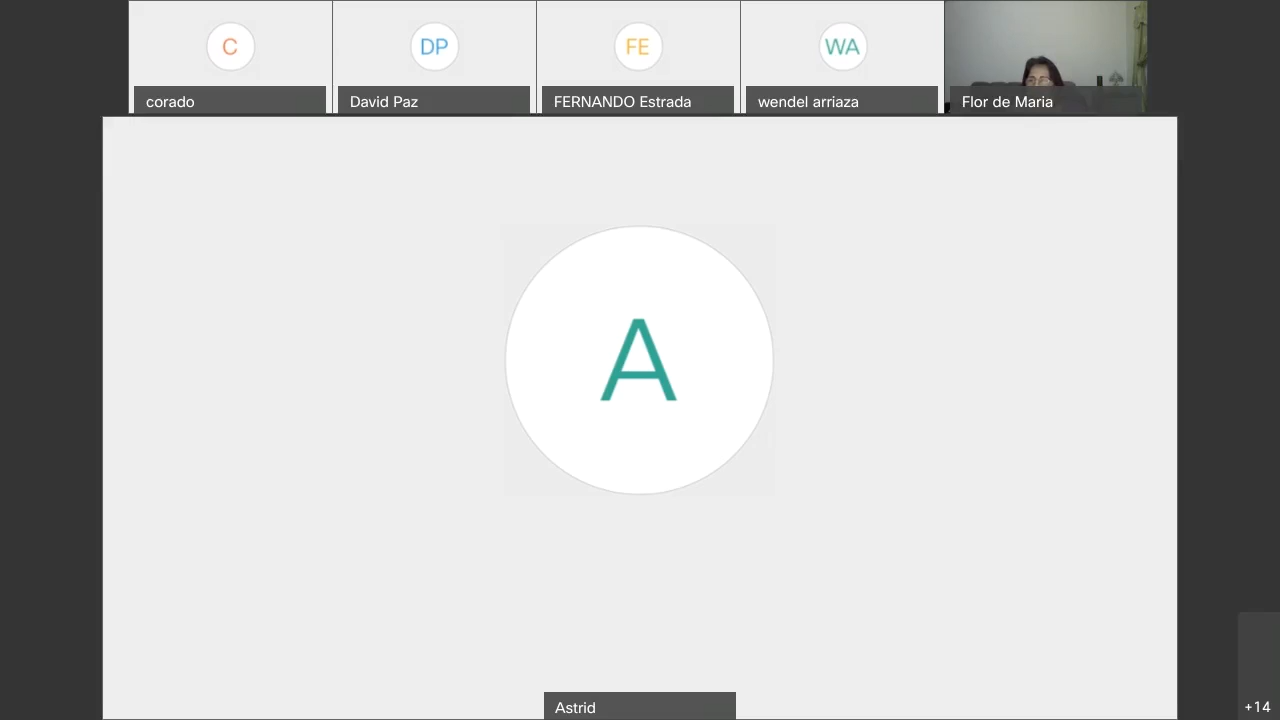 C
DP
FE
WA
corado
David Paz
FERNANDO Estrada
wendel arriaza
Flor de Maria
A
Astrid
+14